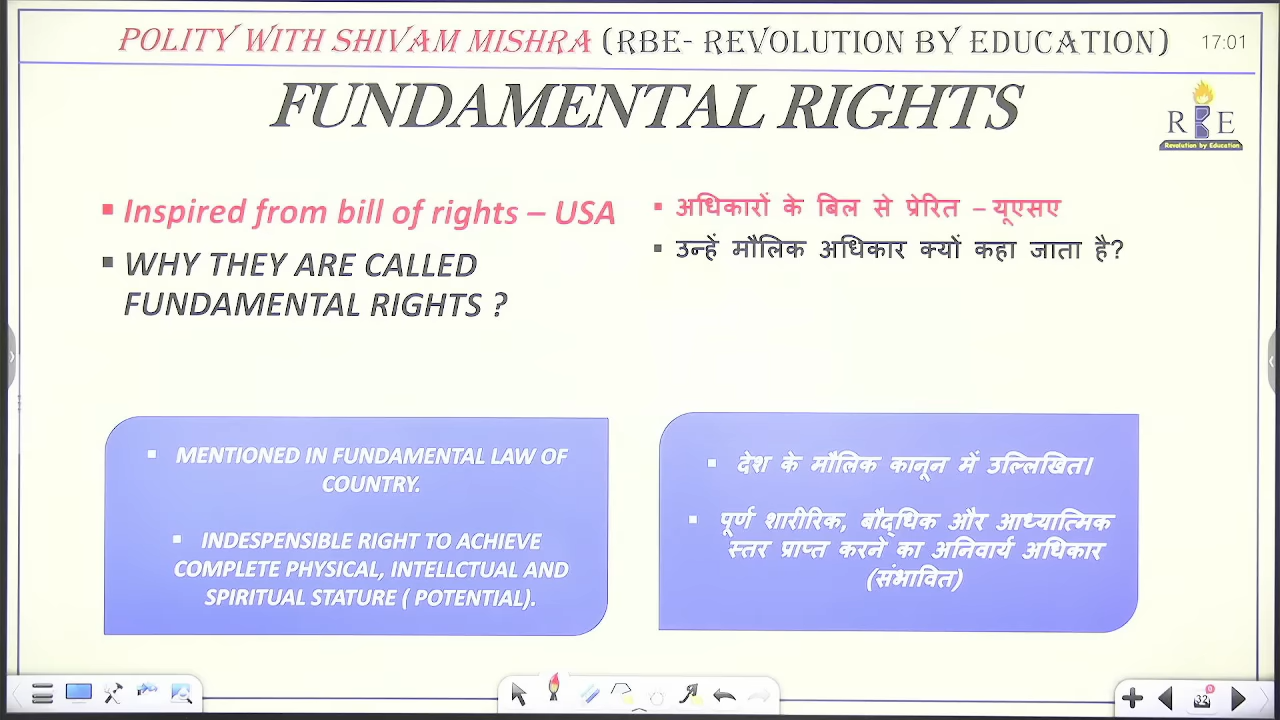 POLITY WITH SHIVAM MISHRA (RBE- REVOLUTION BY EDUCATION)
17:01
FUNDAMENTAL RIGHTS
RBE
Revolution by Education
Inspired from bill of rights – USA
WHY THEY ARE CALLED
FUNDAMENTAL RIGHTS ?
अधिकारों के बिल से प्रेरित – यूएसए
उन्हें मौलिक अधिकार क्यों कहा जाता है?
MENTIONED IN FUNDAMENTAL LAW OF
COUNTRY.
INDESPENSIBLE RIGHT TO ACHIEVE
COMPLETE PHYSICAL, INTELLCTUAL AND
SPIRITUAL STATURE ( POTENTIAL).
देश के मौलिक कानून में उल्लिखित।
पूर्ण शारीरिक, बौद्धिक और आध्यात्मिक
स्तर प्राप्त करने का अनिवार्य अधिकार
(संभावित)
32